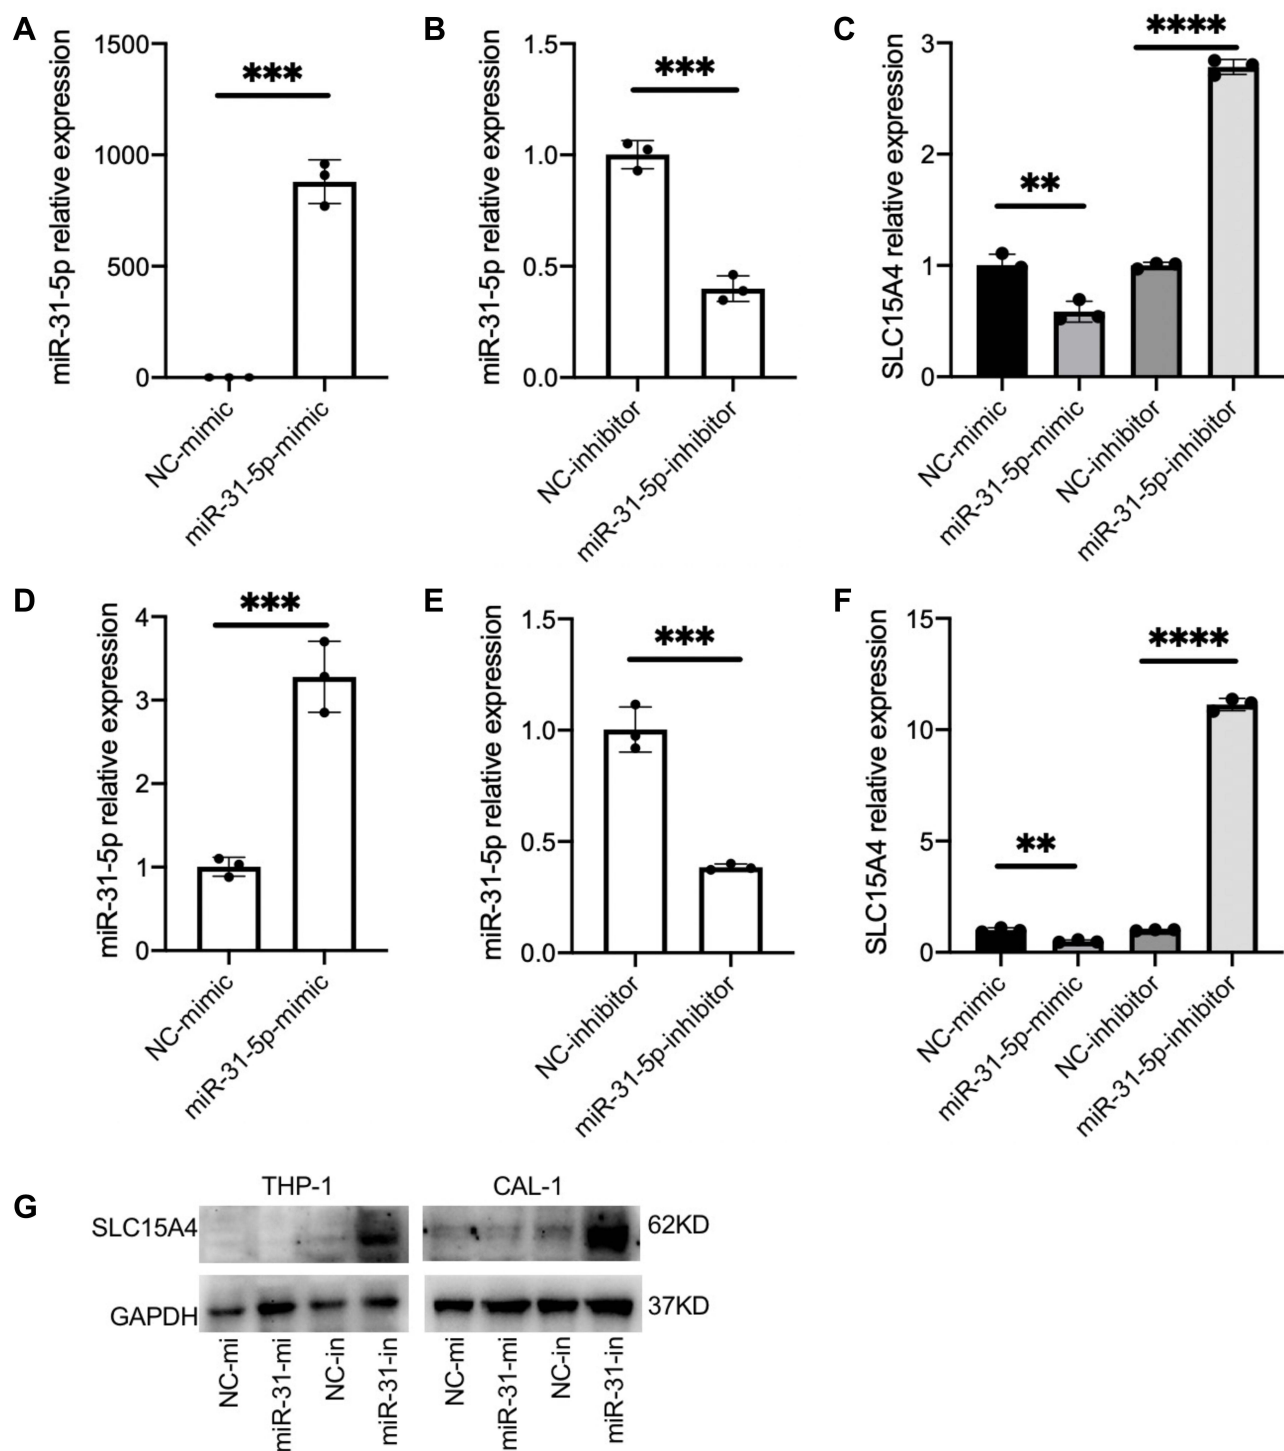 A
miR-31-5p relative expression
1500
1000
500
0
***
NC-mimic
miR-31-5p-mimic
B
miR-31-5p relative expression
1.5
1.0
0.5
0.0
***
NC-inhibitor
miR-31-5p-inhibitor
C
SLC15A4 relative expression
3
2
1
0
**
****
NC-mimic
miR-31-5p-mimic
NC-inhibitor
miR-31-5p-inhibitor
D
miR-31-5p relative expression
4
3
2
1
0
***
NC-mimic
miR-31-5p-mimic
E
miR-31-5p relative expression
1.5
1.0
0.5
0.0
***
NC-inhibitor
miR-31-5p-inhibitor
F
SLC15A4 relative expression
15
10
5
0
**
****
NC-mimic
miR-31-5p-mimic
NC-inhibitor
miR-31-5p-inhibitor
G
THP-1
CAL-1
SLC15A4
62KD
GAPDH
37KD
NC-mi
miR-31-mi
NC-in
miR-31-in
NC-mi
miR-31-mi
NC-in
miR-31-in